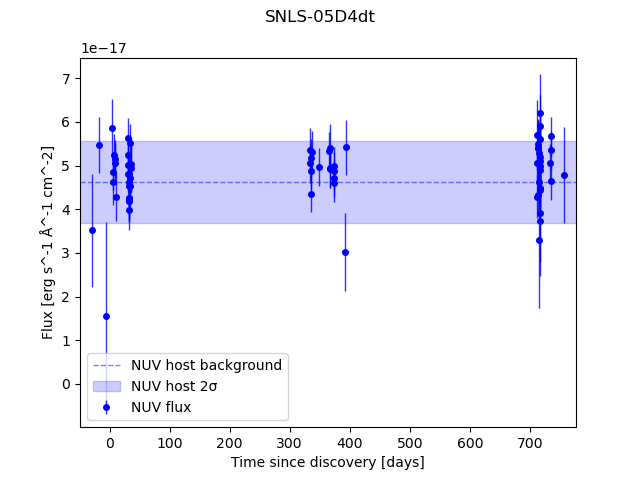 SNLS-05D4dt
1e−17
Flux [erg s^-1 Å^-1 cm^-2]
7
6
5
4
3
2
1
0
NUV host background
NUV host 2σ
NUV flux
0 100 200 300 400 500 600 700
Time since discovery [days]